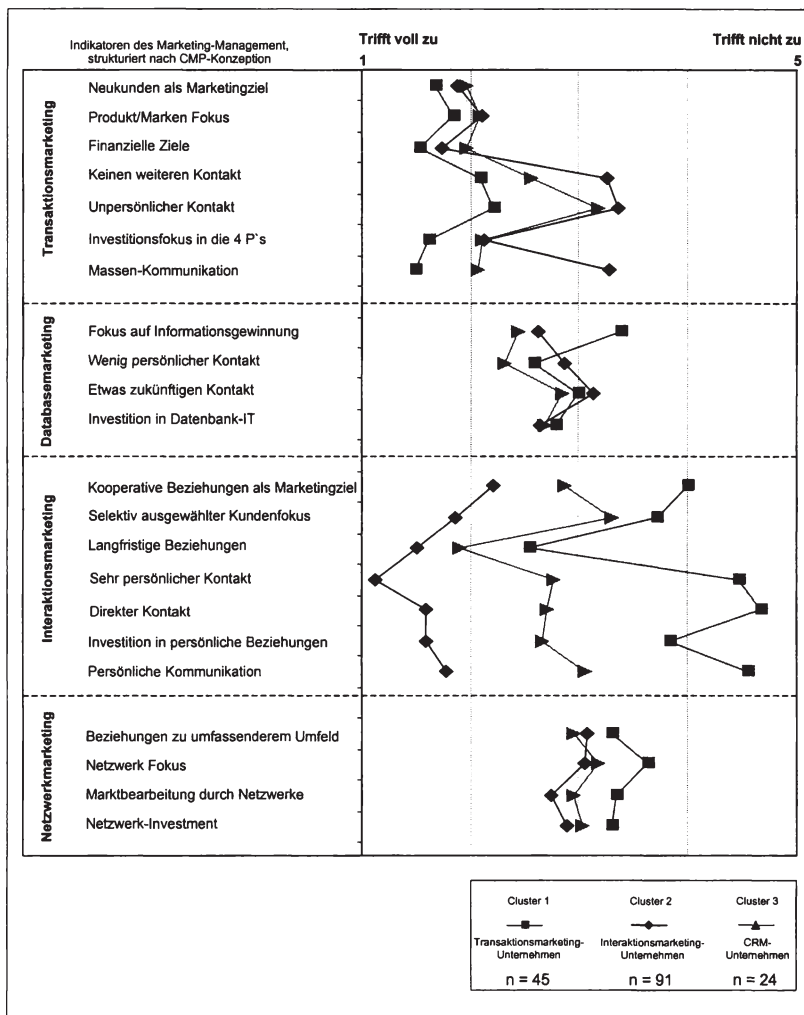 Indikatoren des Marketing-Management,
strukturiert nach CMP-Konzeption
Trifft voll zu
Trifft nicht zu
1
5
Transaktionsmarketing
Neukunden als Marketingziel
Produkt/Marken Fokus
Finanzielle Ziele
Keinen weiteren Kontakt
Unpersönlicher Kontakt
Investitionsfokus in die 4 P`s
Massen-Kommunikation
Databasemarketing
Fokus auf Informationsgewinnung
Wenig persönlicher Kontakt
Etwas zukünftigen Kontakt
Investition in Datenbank-IT
Interaktionsmarketing
Kooperative Beziehungen als Marketingziel
Selektiv ausgewählter Kundenfokus
Langfristige Beziehungen
Sehr persönlicher Kontakt
Direkter Kontakt
Investition in persönliche Beziehungen
Persönliche Kommunikation
Netzwerkmarketing
Beziehungen zu umfassenderem Umfeld
Netzwerk Fokus
Marktbearbeitung durch Netzwerke
Netzwerk-Investment
Cluster 1
Transaktionsmarketing-
Unternehmen
n = 45
Cluster 2
Interaktionsmarketing-
Unternehmen
n = 91
Cluster 3
CRM-
Unternehmen
n = 24